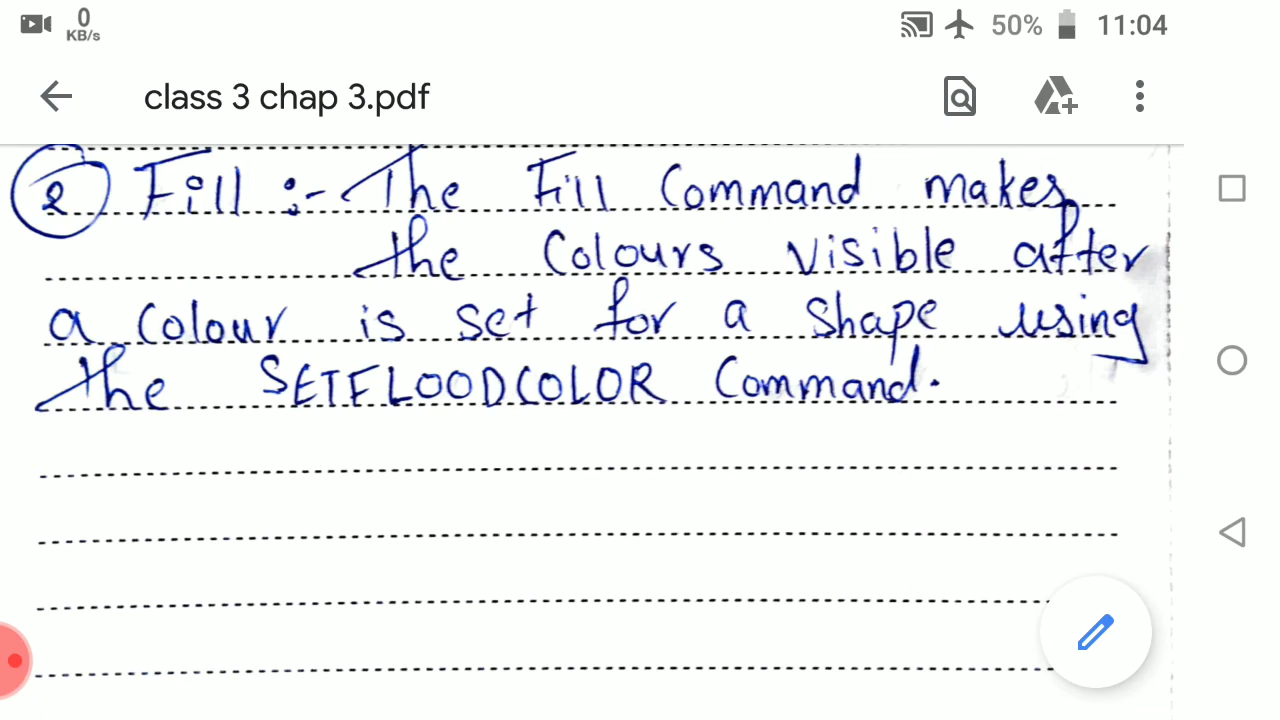 0
KB/s
50% 11:04
class 3 chap 3.pdf
2 Fill :- The Fill Command makes
the Colours visible after
a Colour is set for a shape using
the SETFLOODCOLOR Command.